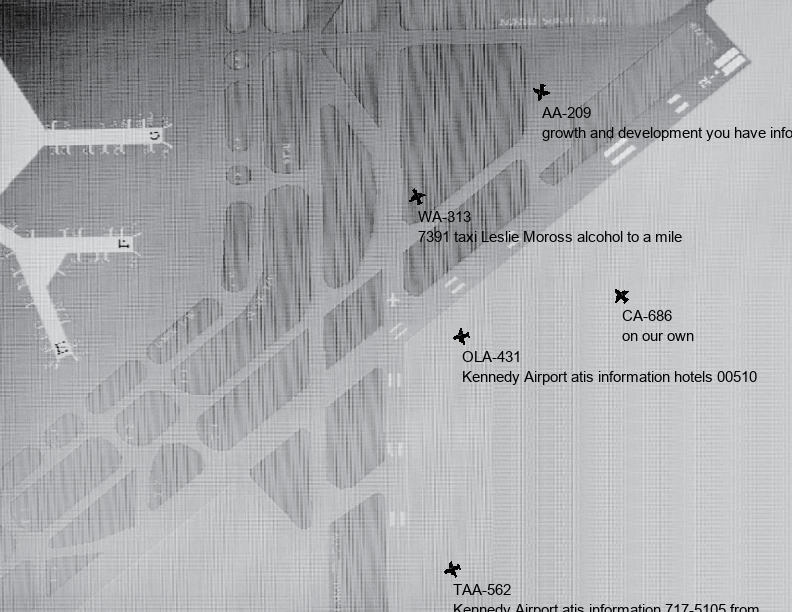 AA-209
growth and development you have info
WA-313
7391 taxi Leslie Moross alcohol to a mile
CA-686
on our own
OLA-431
Kennedy Airport atis information hotels 00510
TAA-562
Kennedy Airport atis information 717-5105 from